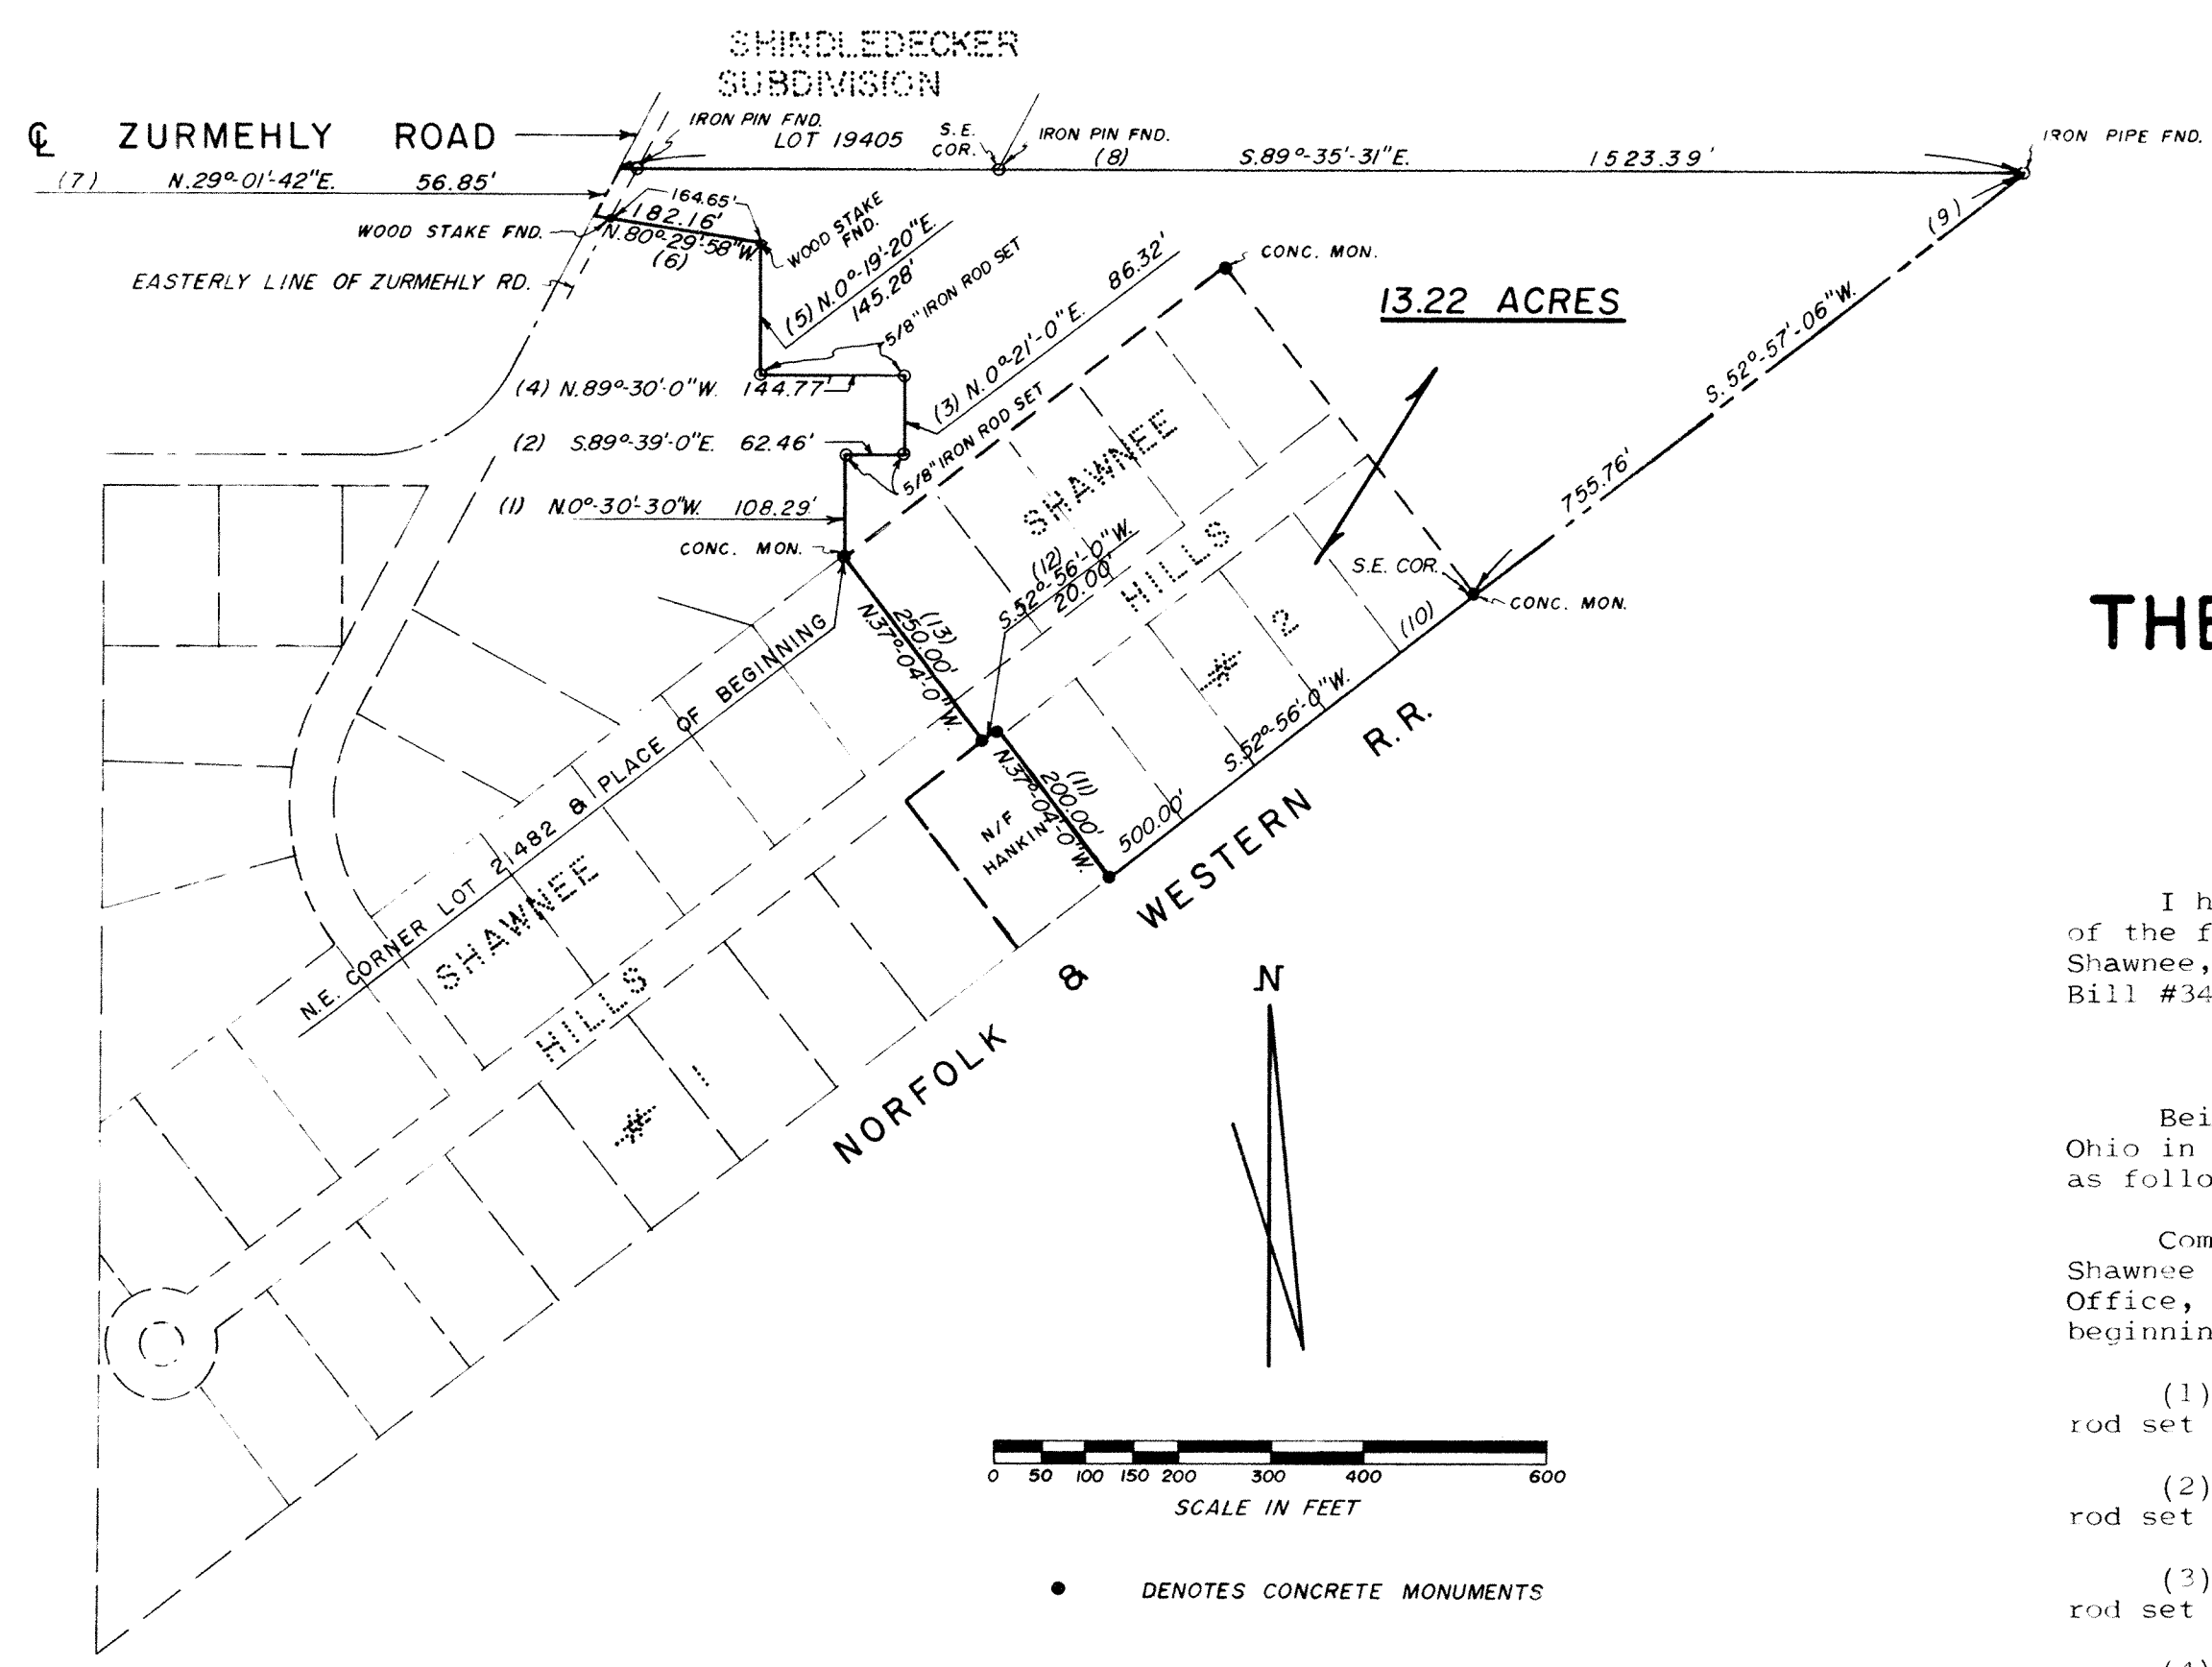 SHINDLEDECKER
SUBDIVISION
℄ ZURMEHLY ROAD
IRON PIN FND.
LOT 19405
S.E.
COR.
IRON PIN FND.
(8) S.89°-35'-31"E. 1523.39'
IRON PIPE FND.
(7) N.29°-01'-42"E. 56.85'
164.65'
182.16'
N.80°-29'-58"W.
(6)
WOOD STAKE FND.
WOOD STAKE
FND.
EASTERLY LINE OF ZURMEHLY RD.
(5) N.0°-19'-20"E.
145.28'
5/8" IRON ROD SET
(3) N.0°-21'-0"E. 86.32'
CONC. MON.
13.22 ACRES
(9)
S.52°-57'-06"W.
755.76'
(4) N.89°-30'-0"W. 144.77'
(2) S.89°-39'-0"E. 62.46'
5/8" IRON ROD SET
(1) N.0°-30'-30"W. 108.29'
CONC. MON.
SHAWNEE
HILLS
# 2
(12)
S.52°-56'-0"W.
20.00'
S.E. COR.
CONC. MON.
(10)
S.52°-56'-0"W.
500.00'
(13)
250.00'
N.37°-04'-0"W.
(11)
200.00'
N.37°-04'-0"W.
N/F
HANKIN
N.E. CORNER LOT 21482 & PLACE OF BEGINNING
SHAWNEE
HILLS
# 1
NORFOLK & WESTERN R.R.
N
0 50 100 150 200 300 400 600
SCALE IN FEET
● DENOTES CONCRETE MONUMENTS
THE
I h
of the f
Shawnee,
Bill #34
Bei
Ohio in
as follo
Com
Shawnee
Office,
beginnin
(1)
rod set
(2)
rod set
(3)
rod set